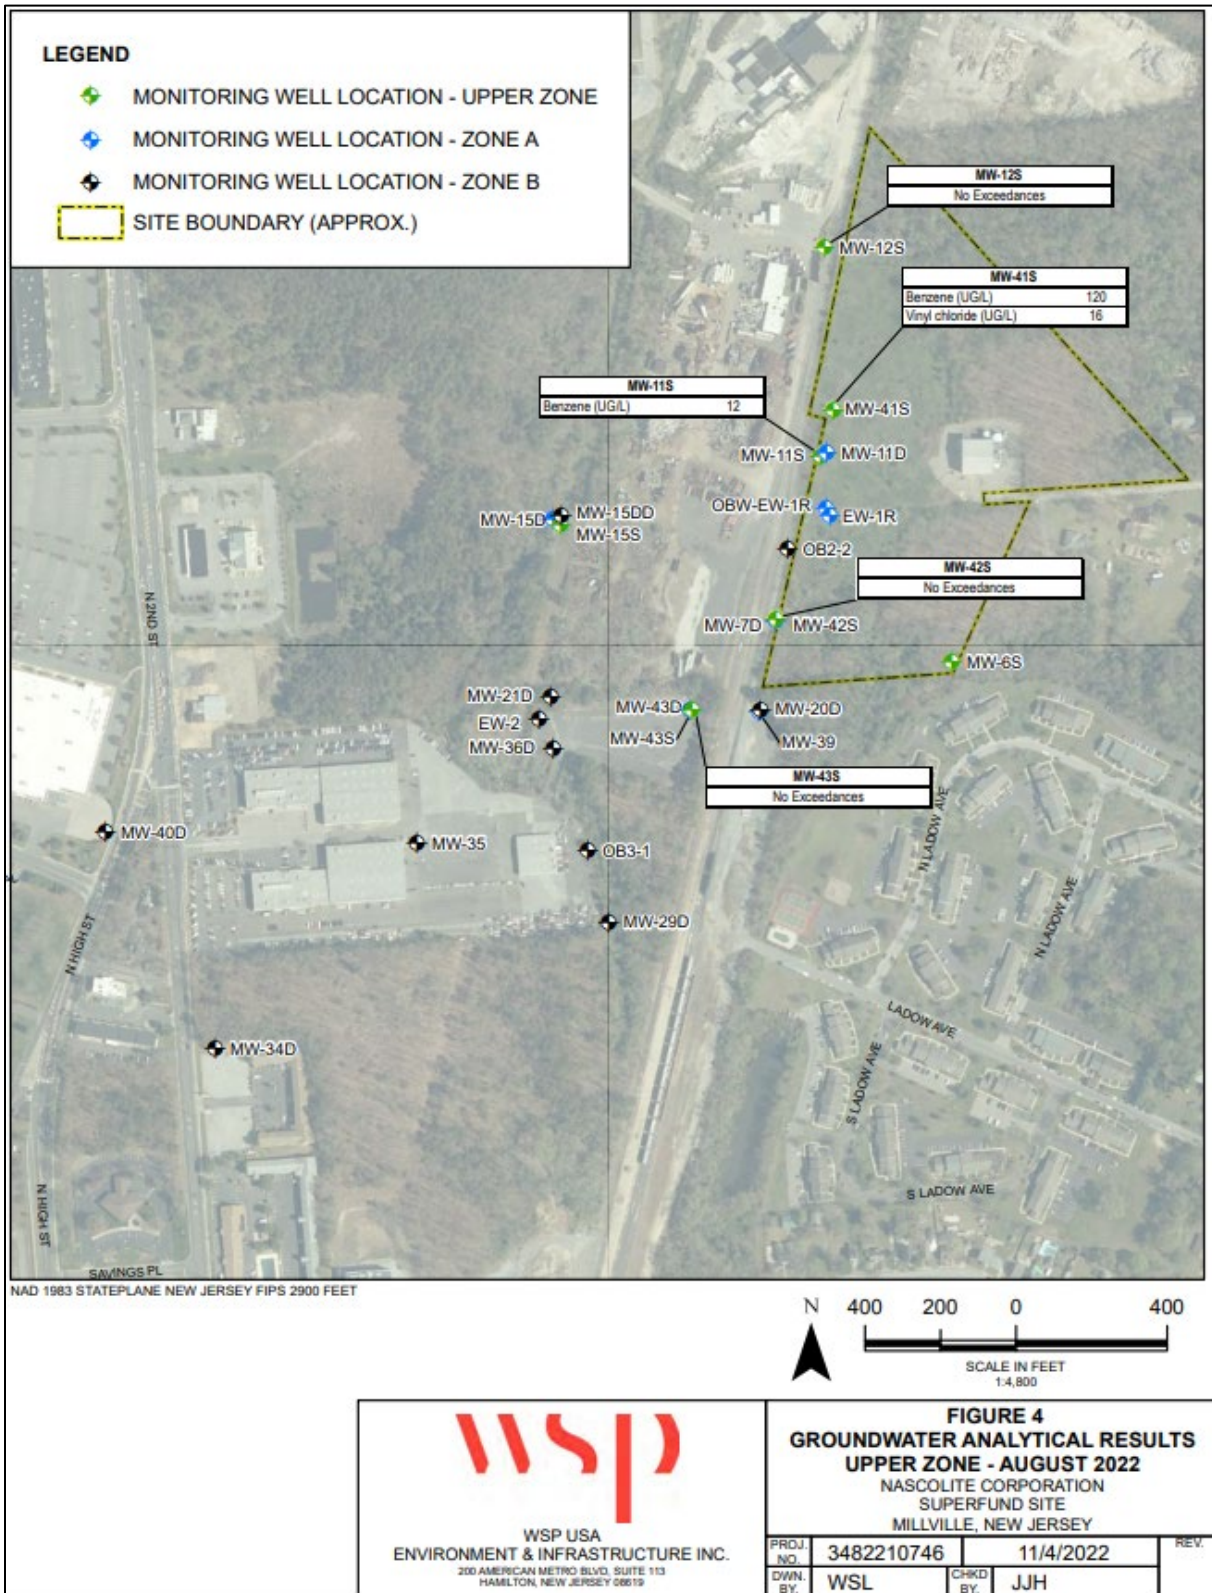 LEGEND
MONITORING WELL LOCATION - UPPER ZONE
MONITORING WELL LOCATION - ZONE A
MONITORING WELL LOCATION - ZONE B
SITE BOUNDARY (APPROX.)
MW-12S
No Exceedances
MW-12S
MW-41S
Benzene (UG/L) 120
Vinyl chloride (UG/L) 16
MW-11S
Benzene (UG/L) 12
MW-41S
MW-11S
MW-11D
OBW-EW-1R
EW-1R
MW-15D
MW-15DD
MW-15S
OB2-2
MW-42S
No Exceedances
N 2ND ST
MW-7D
MW-42S
MW-6S
MW-21D
EW-2
MW-36D
MW-43D
MW-43S
MW-20D
MW-39
MW-43S
No Exceedances
MW-40D
MW-35
OB3-1
N LADOW AVE
MW-29D
N HIGH ST
N LADOW AVE
LADOW AVE
MW-34D
S LADOW AVE
S LADOW AVE
N HIGH ST
SAVINGS PL
NAD 1983 STATEPLANE NEW JERSEY FIPS 2900 FEET
N
400 200 0 400
SCALE IN FEET
1:4,800
wsp
WSP USA
ENVIRONMENT & INFRASTRUCTURE INC.
200 AMERICAN METRO BLVD, SUITE 113
HAMILTON, NEW JERSEY 08619
FIGURE 4
GROUNDWATER ANALYTICAL RESULTS
UPPER ZONE - AUGUST 2022
NASCOLITE CORPORATION
SUPERFUND SITE
MILLVILLE, NEW JERSEY
PROJ. NO. 3482210746 11/4/2022 REV.
DWN. BY. WSL CHKD BY. JJH